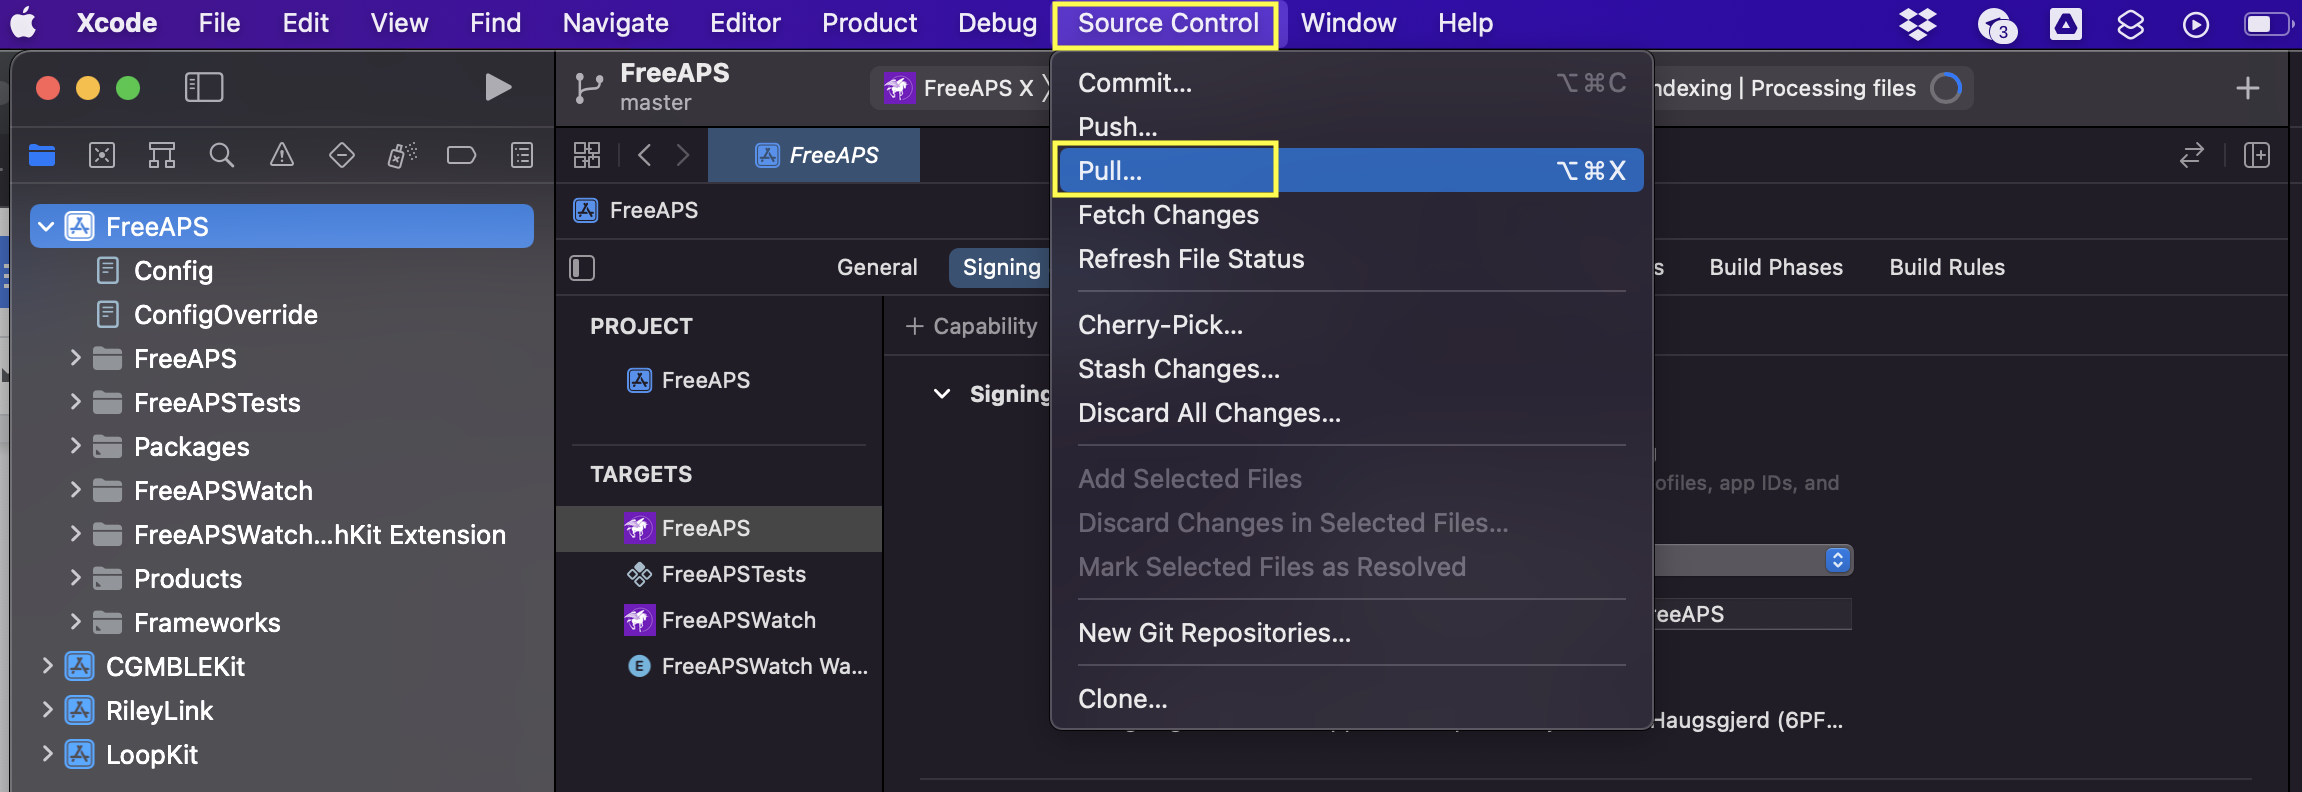 Xcode File Edit View Find Navigate Editor Product Debug Source Control Window Help
3
FreeAPS
master
FreeAPS X
ndexing | Processing files
FreeAPS
FreeAPS
General
Signing
s
Build Phases
Build Rules
FreeAPS
Config
ConfigOverride
FreeAPS
FreeAPSTests
Packages
FreeAPSWatch
FreeAPSWatch...hKit Extension
Products
Frameworks
CGMBLEKit
RileyLink
LoopKit
PROJECT
FreeAPS
TARGETS
FreeAPS
FreeAPSTests
FreeAPSWatch
E FreeAPSWatch Wa...
+ Capability
Signing
Commit... ⌥⌘C
Push...
Pull... ⌥⌘X
Fetch Changes
Refresh File Status
Cherry-Pick...
Stash Changes...
Discard All Changes...
Add Selected Files
Discard Changes in Selected Files...
Mark Selected Files as Resolved
New Git Repositories...
Clone...
ofiles, app IDs, and
reeAPS
Haugsgjerd (6PF...